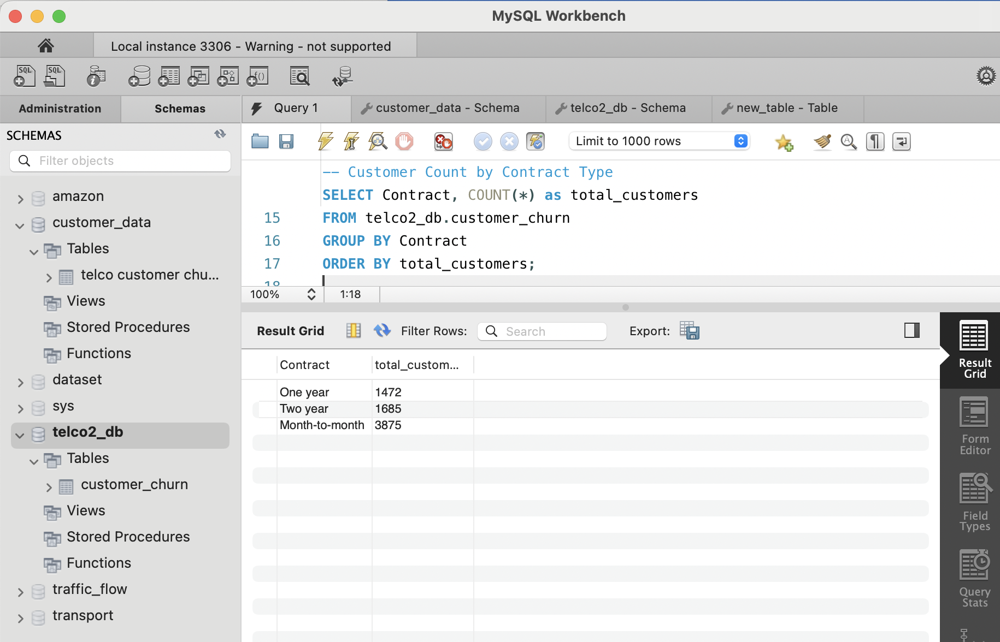 MySQL Workbench
Local instance 3306 - Warning - not supported
SQL
SQL
i
f()
Administration
Schemas
Query 1
customer_data - Schema
telco2_db - Schema
new_table - Table
SCHEMAS
Filter objects
amazon
customer_data
Tables
telco customer chu...
Views
Stored Procedures
Functions
dataset
sys
telco2_db
Tables
customer_churn
Views
Stored Procedures
Functions
traffic_flow
transport
Limit to 1000 rows
-- Customer Count by Contract Type
SELECT Contract, COUNT(*) as total_customers
15 FROM telco2_db.customer_churn
16 GROUP BY Contract
17 ORDER BY total_customers;
18
100% 1:18
Result Grid
Filter Rows:
Search
Export:
Contract total_custom...
One year 1472
Two year 1685
Month-to-month 3875
Result
Grid
Form
Editor
Field
Types
Query
Stats